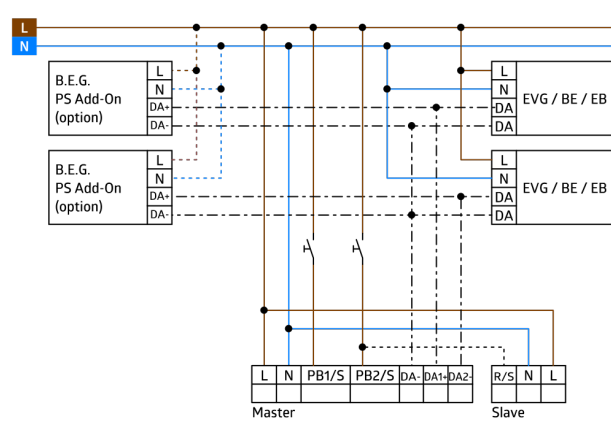 L
N
B.E.G.
PS Add-On
(option)
L
N
DA+
DA-
L
N
DA
DA
EVG / BE / EB
B.E.G.
PS Add-On
(option)
L
N
DA+
DA-
L
N
DA
DA
EVG / BE / EB
L N PB1/S PB2/S DA- DA1+ DA2-
R/S N L
Master
Slave